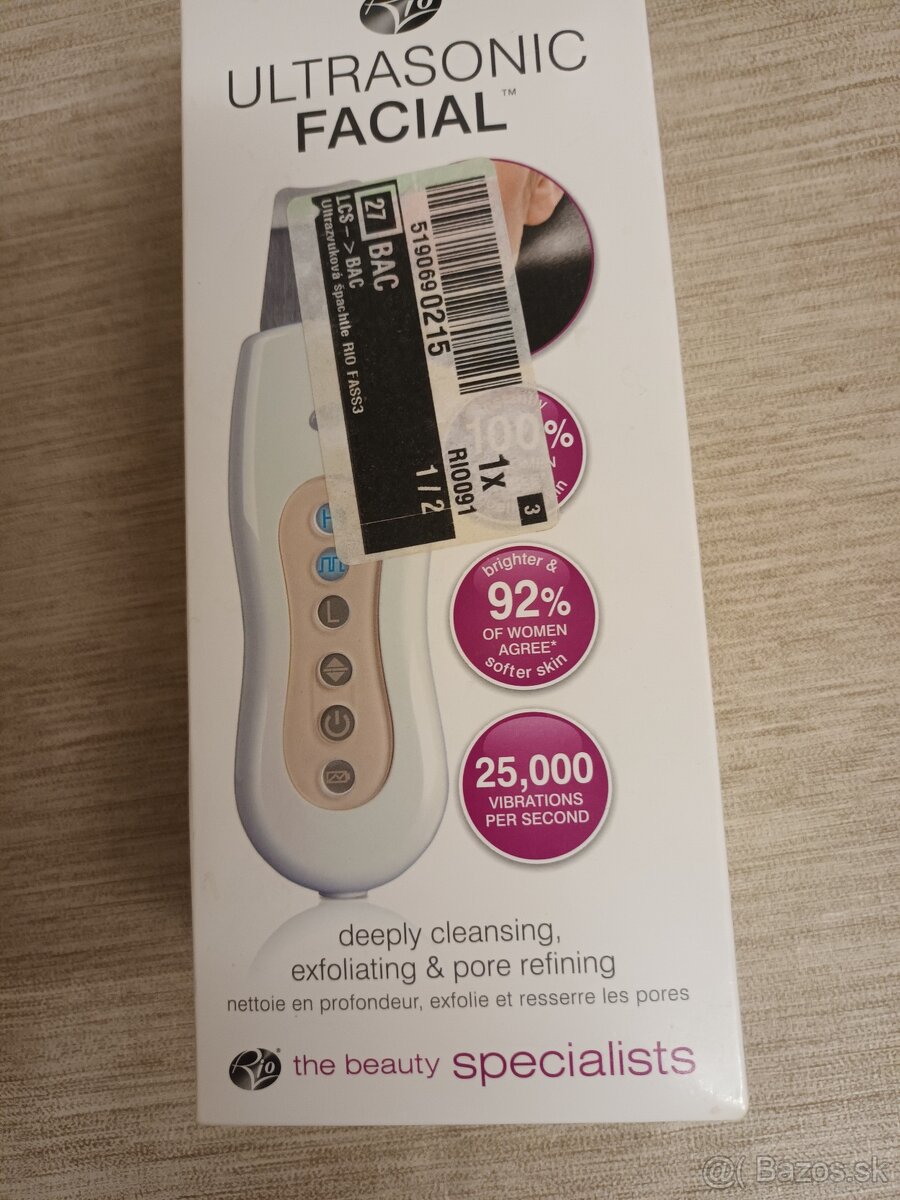 Rio
ULTRASONIC
FACIAL™
27 BAC
LCS-> BAC
Ultrazvuková špachtle RIO FASS3
5190690215
1x
RIO091
1/2
3
100%
H
L
brighter &
92%
OF WOMEN
AGREE*
softer skin
25,000
VIBRATIONS
PER SECOND
deeply cleansing,
exfoliating & pore refining
nettoie en profondeur, exfolie et resserre les pores
Rio® the beauty specialists
@( Bazos.sk